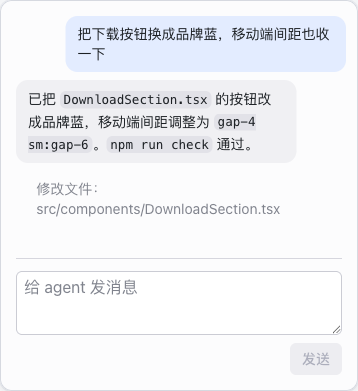 把下载按钮换成品牌蓝，移动端间距也收
一下
已把 DownloadSection.tsx 的按钮改
成品牌蓝，移动端间距调整为 gap-4
sm:gap-6 。npm run check 通过。
修改文件：
src/components/DownloadSection.tsx
给 agent 发消息
发送